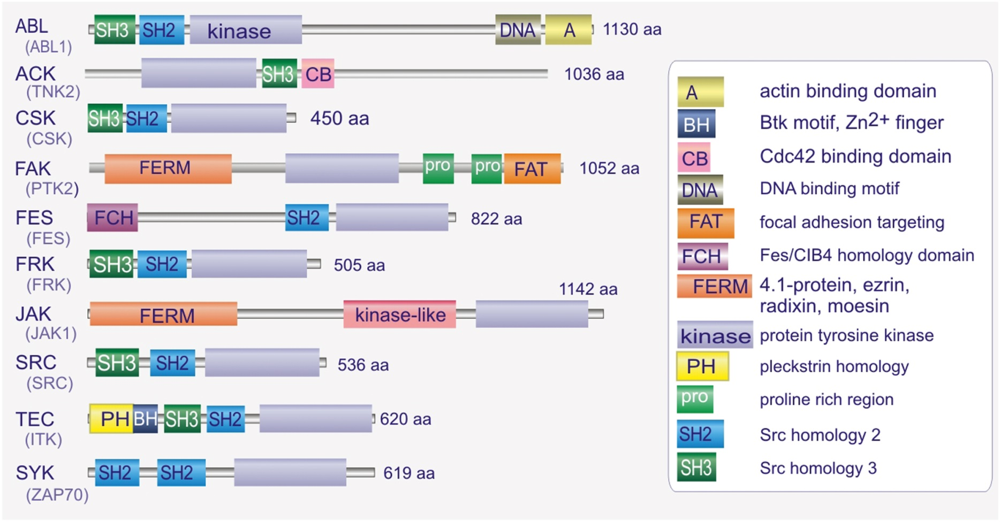 ABL
(ABL1)
SH3 SH2 kinase DNA A 1130 aa
ACK
(TNK2)
SH3 CB 1036 aa
CSK
(CSK)
SH3 SH2 450 aa
FAK
(PTK2)
FERM pro pro FAT 1052 aa
FES
(FES)
FCH SH2 822 aa
FRK
(FRK)
SH3 SH2 505 aa
JAK
(JAK1)
FERM kinase-like 1142 aa
SRC
(SRC)
SH3 SH2 536 aa
TEC
(ITK)
PH BH SH3 SH2 620 aa
SYK
(ZAP70)
SH2 SH2 619 aa
A actin binding domain
BH Btk motif, Zn2+ finger
CB Cdc42 binding domain
DNA DNA binding motif
FAT focal adhesion targeting
FCH Fes/CIB4 homology domain
FERM 4.1-protein, ezrin,
radixin, moesin
kinase protein tyrosine kinase
PH pleckstrin homology
pro proline rich region
SH2 Src homology 2
SH3 Src homology 3